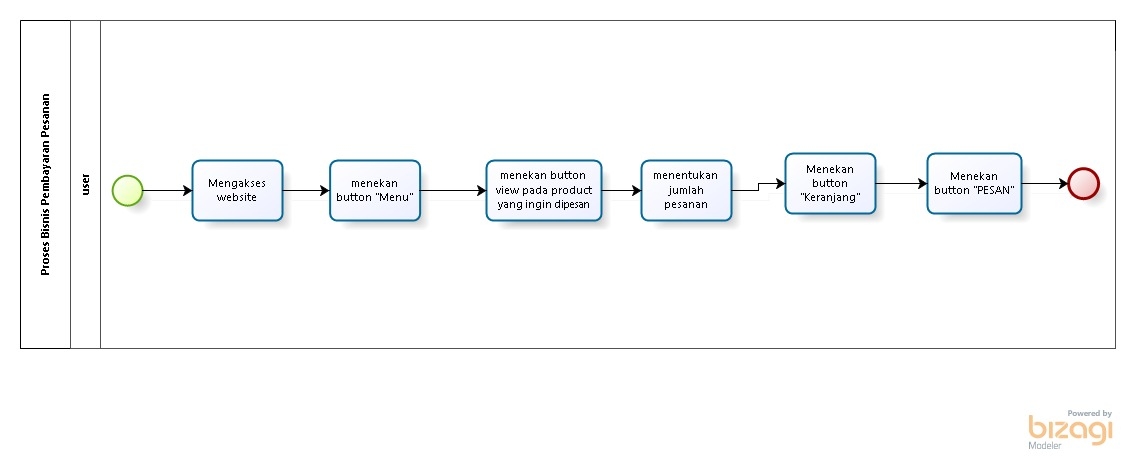 Proses Bisnis Pembayaran Pesanan
user
Mengakses
website
menekan
button "Menu"
menekan button
view pada product
yang ingin dipesan
menentukan
jumlah
pesanan
Menekan
button
"Keranjang"
Menekan
button "PESAN"
Powered by
bizagi
Modeler